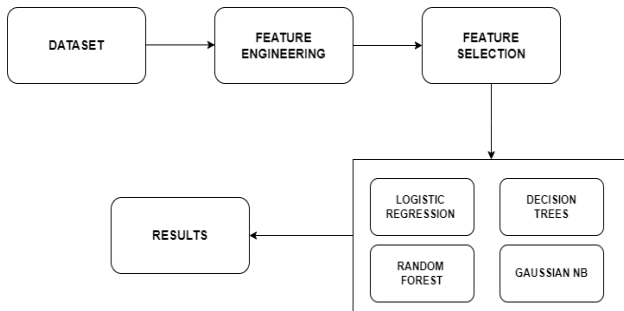 DATASET
FEATURE
ENGINEERING
FEATURE
SELECTION
LOGISTIC
REGRESSION
DECISION
TREES
RESULTS
RANDOM
FOREST
GAUSSIAN NB